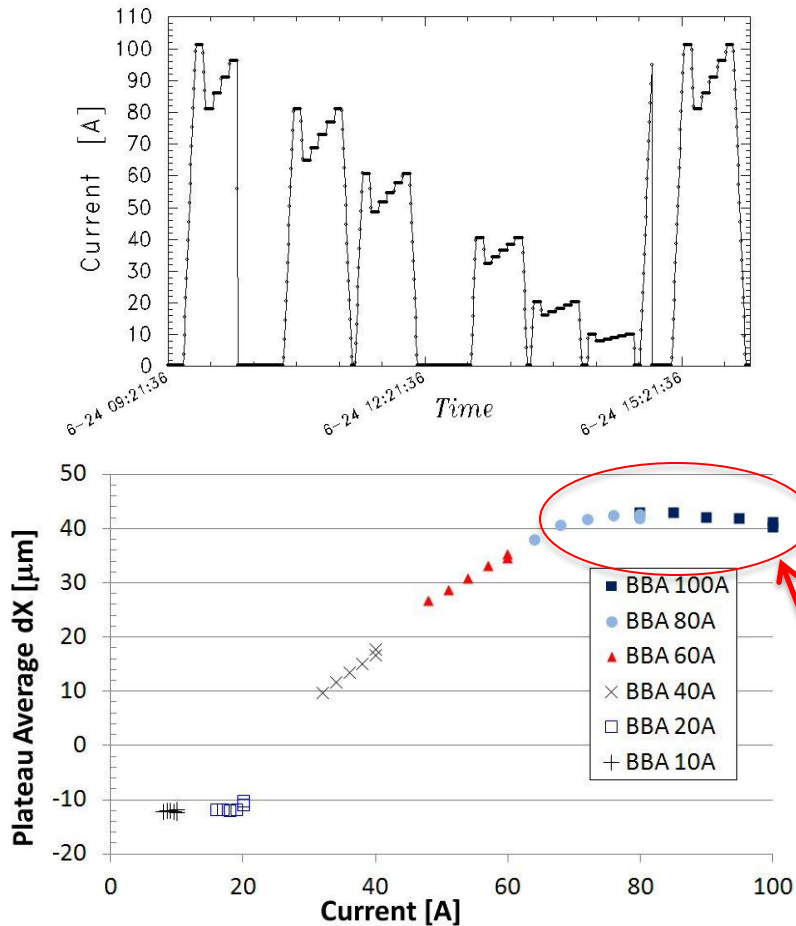 110
100
90
80
70
60
50
40
30
20
10
0
Current [A]
6-24 09:21:36
6-24 12:21:36
6-24 15:21:36
Time
50
40
30
20
10
0
-10
-20
Plateau Average dX [µm]
BBA 100A
BBA 80A
BBA 60A
BBA 40A
BBA 20A
BBA 10A
0 20 40 60 80 100
Current [A]